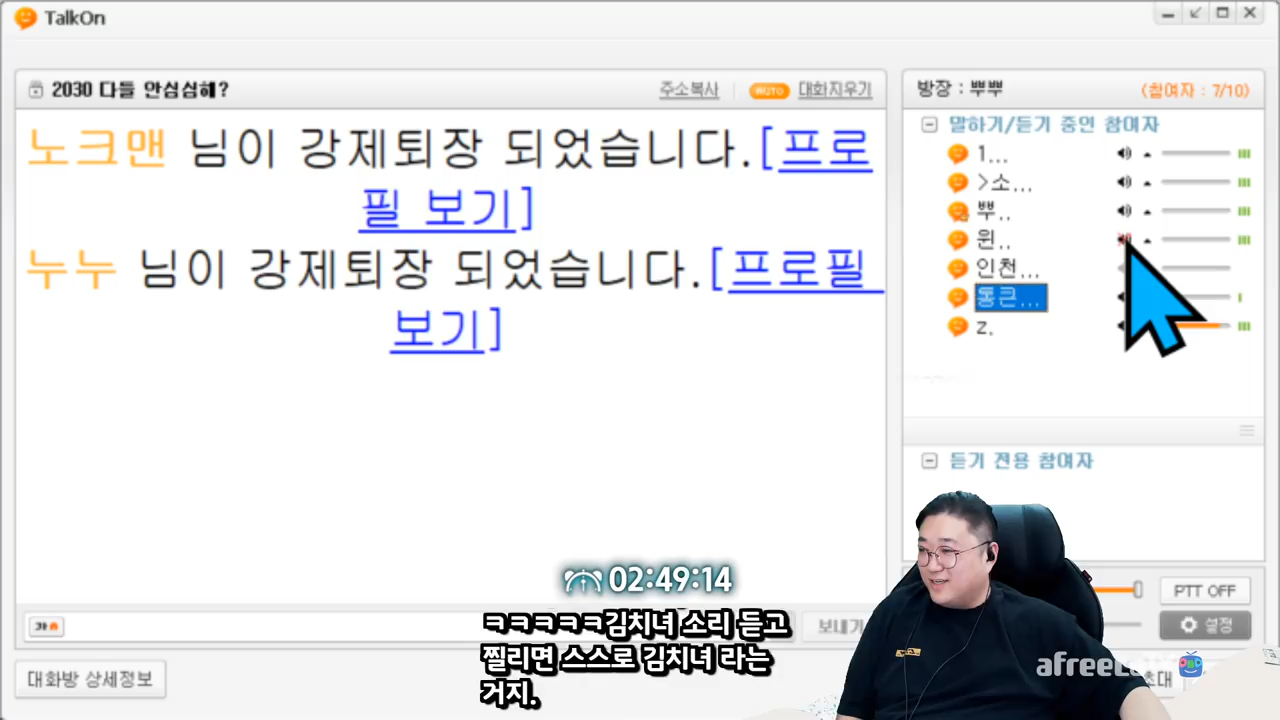 TalkOn
2030 다들 안심심해?
주소복사
AUTO
대화지우기
노크맨 님이 강제퇴장 되었습니다.[프로
필 보기]
누누 님이 강제퇴장 되었습니다.[프로필
보기]
방장 : 뿌뿌
(참여자 : 7/10)
말하기/듣기 중인 참여자
1...
>소...
뿌..
윈..
인천...
통큰...
z.
듣기 전용 참여자
02:49:14
ㅋㅋㅋㅋㅋ김치녀 소리 듣고
찔리면 스스로 김치녀 라는
거지.
가
보내기
PTT OFF
설정
대화방 상세정보
초대